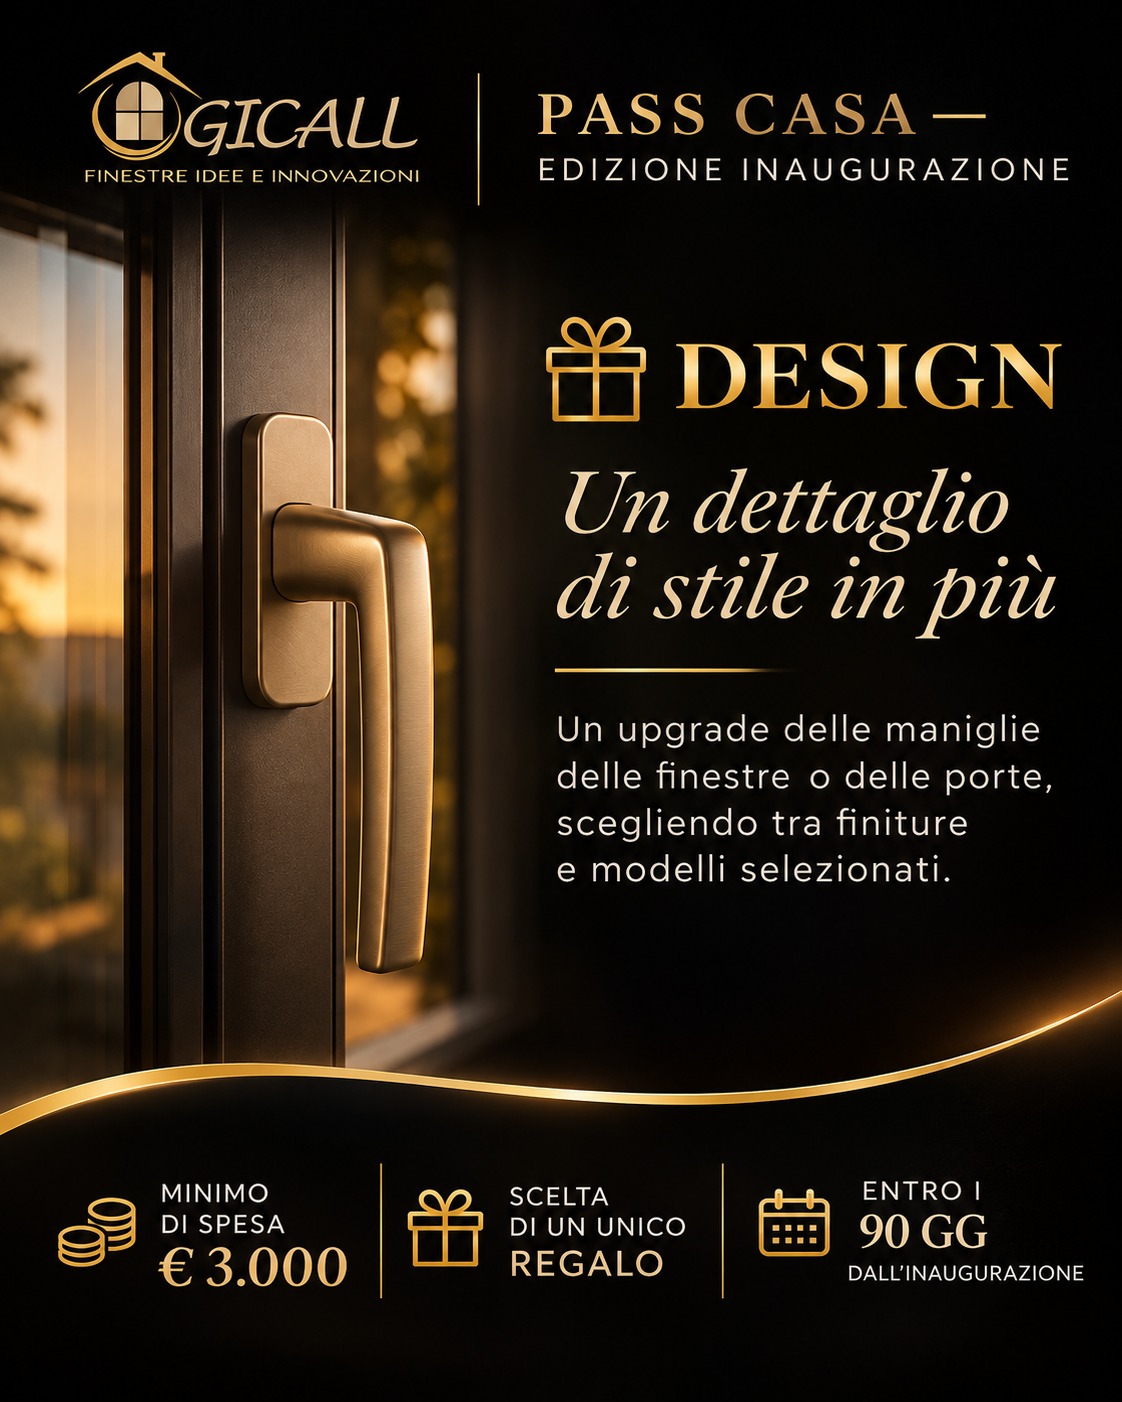 OGICALL
FINESTRE IDEE E INNOVAZIONI
PASS CASA —
EDIZIONE INAUGURAZIONE
DESIGN
Un dettaglio
di stile in più
Un upgrade delle maniglie
delle finestre o delle porte,
scegliendo tra finiture
e modelli selezionati.
MINIMO
DI SPESA
€ 3.000
SCELTA
DI UN UNICO
REGALO
ENTRO I
90 GG
DALL'INAUGURAZIONE